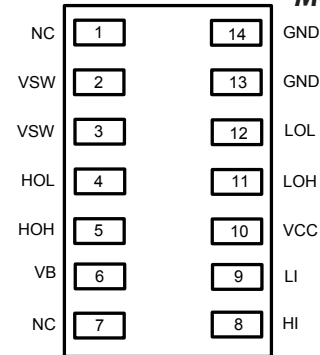 M
NC 1 14 GND
VSW 2 13 GND
VSW 3 12 LOL
HOL 4 11 LOH
HOH 5 10 VCC
VB 6 9 LI
NC 7 8 HI